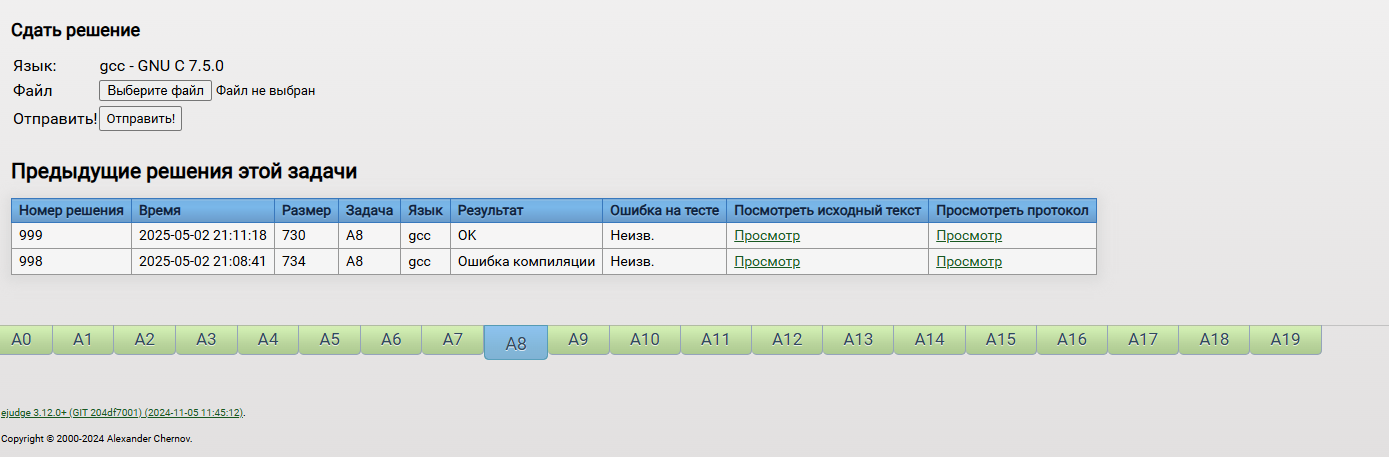 Сдать решение
Язык: gcc - GNU C 7.5.0
Файл Выберите файл Файл не выбран
Отправить! Отправить!
Предыдущие решения этой задачи
Номер решения Время Размер Задача Язык Результат Ошибка на тесте Посмотреть исходный текст Просмотреть протокол
999 2025-05-02 21:11:18 730 A8 gcc OK Неизв. Просмотр Просмотр
998 2025-05-02 21:08:41 734 A8 gcc Ошибка компиляции Неизв. Просмотр Просмотр
A0 A1 A2 A3 A4 A5 A6 A7 A8 A9 A10 A11 A12 A13 A14 A15 A16 A17 A18 A19
ejudge 3.12.0+ (GIT 204df7001) (2024-11-05 11:45:12).
Copyright © 2000-2024 Alexander Chernov.